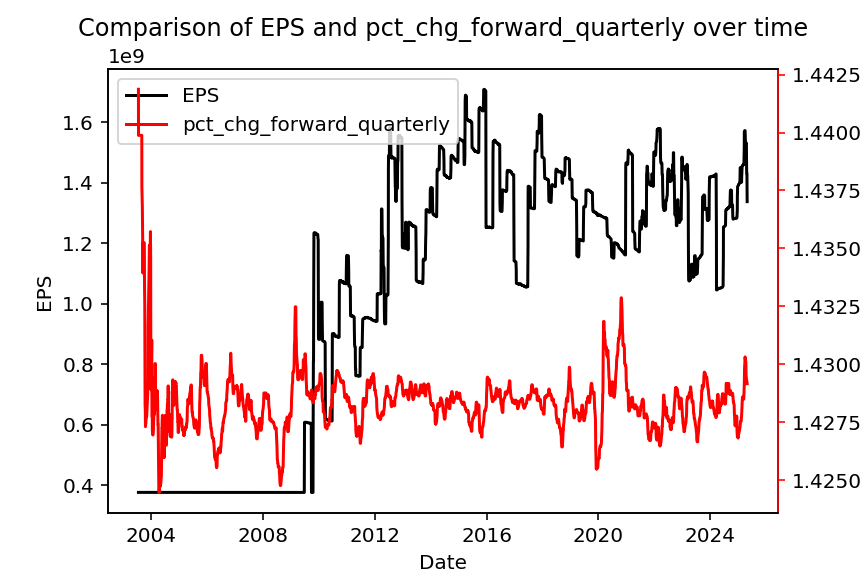 Comparison of EPS and pct_chg_forward_quarterly over time
1e9
EPS
pct_chg_forward_quarterly
1.6
1.4
1.2
1.0
0.8
0.6
0.4
EPS
1.4425
1.4400
1.4375
1.4350
1.4325
1.4300
1.4275
1.4250
2004 2008 2012 2016 2020 2024
Date